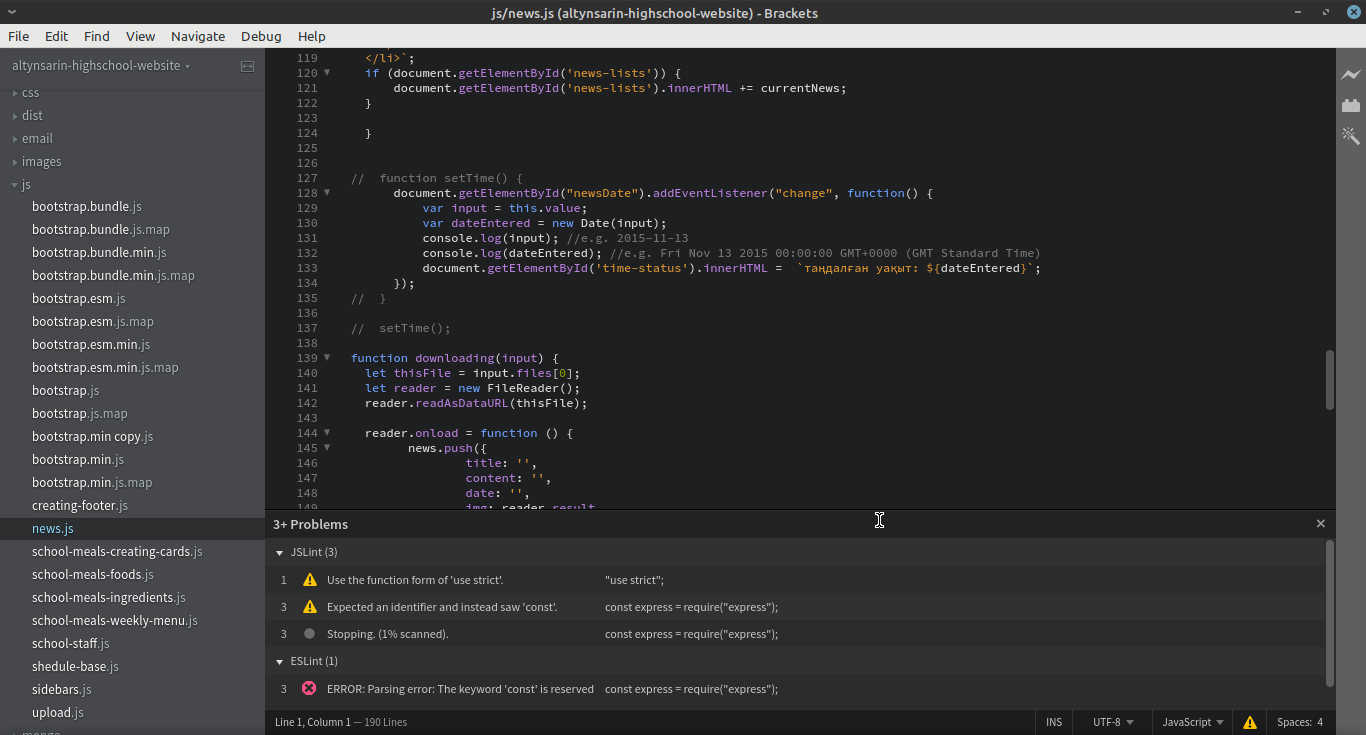 js/news.js (altynsarin-highschool-website) - Brackets
File Edit Find View Navigate Debug Help
altynsarin-highschool-website
css
dist
email
images
js
bootstrap.bundle.js
bootstrap.bundle.js.map
bootstrap.bundle.min.js
bootstrap.bundle.min.js.map
bootstrap.esm.js
bootstrap.esm.js.map
bootstrap.esm.min.js
bootstrap.esm.min.js.map
bootstrap.js
bootstrap.js.map
bootstrap.min copy.js
bootstrap.min.js
bootstrap.min.js.map
creating-footer.js
news.js
school-meals-creating-cards.js
school-meals-foods.js
school-meals-ingredients.js
school-meals-weekly-menu.js
school-staff.js
shedule-base.js
sidebars.js
upload.js
119 </li>`;
120 if (document.getElementById('news-lists')) {
121 document.getElementById('news-lists').innerHTML += currentNews;
122 }
123
124 }
125
126
127 // function setTime() {
128 document.getElementById("newsDate").addEventListener("change", function() {
129 var input = this.value;
130 var dateEntered = new Date(input);
131 console.log(input); //e.g. 2015-11-13
132 console.log(dateEntered); //e.g. Fri Nov 13 2015 00:00:00 GMT+0000 (GMT Standard Time)
133 document.getElementById('time-status').innerHTML = `таңдалған уақыт: ${dateEntered}`;
134 });
135 // }
136
137 // setTime();
138
139 function downloading(input) {
140 let thisFile = input.files[0];
141 let reader = new FileReader();
142 reader.readAsDataURL(thisFile);
143
144 reader.onload = function () {
145 news.push({
146 title: '',
147 content: '',
148 date: '',
149 img: reader.result
3+ Problems
JSLint (3)
1 Use the function form of 'use strict'. "use strict";
3 Expected an identifier and instead saw 'const'. const express = require("express");
3 Stopping. (1% scanned). const express = require("express");
ESLint (1)
3 ERROR: Parsing error: The keyword 'const' is reserved const express = require("express");
Line 1, Column 1 — 190 Lines INS UTF-8 JavaScript Spaces: 4